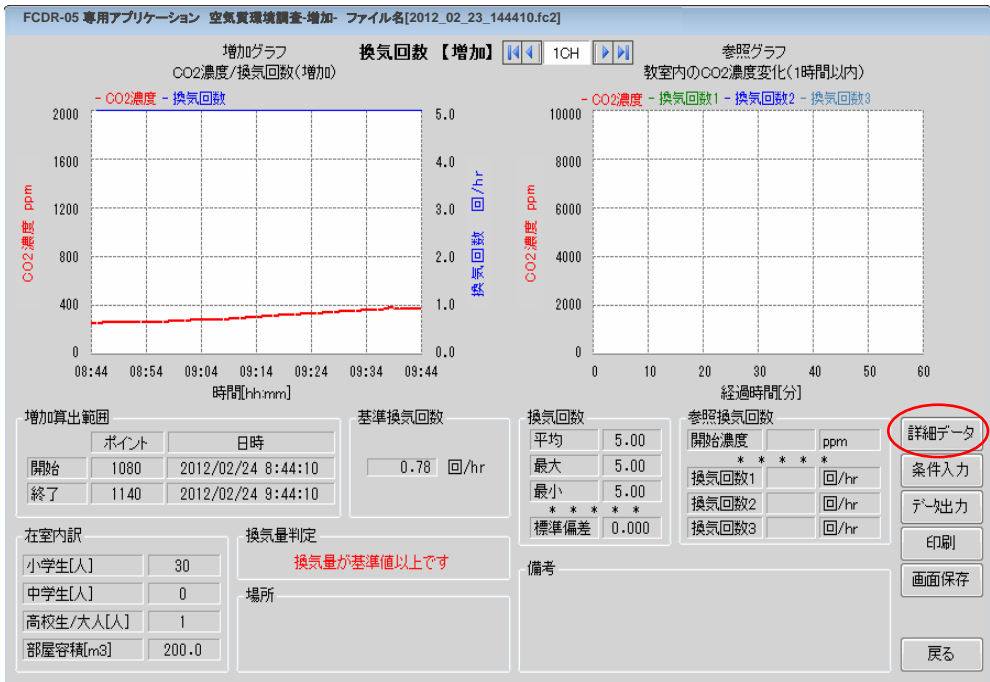 FCDR-05 専用アプリケーション 空気質環境調査-増加- ファイル名[2012_02_23_144410.fc2]
増加グラフ
CO2濃度/換気回数(増加)
換気回数 【増加】 1CH
参照グラフ
教室内のCO2濃度変化(1時間以内)
- CO2濃度 - 換気回数
2000
1600
1200
800
400
0
CO2濃度 ppm
5.0
4.0
3.0
2.0
1.0
0.0
換気回数 回/hr
08:44 08:54 09:04 09:14 09:24 09:34 09:44
時間[hh:mm]
- CO2濃度 - 換気回数1 - 換気回数2 - 換気回数3
10000
8000
6000
4000
2000
0
CO2濃度 ppm
0 10 20 30 40 50 60
経過時間[分]
増加算出範囲
ポイント 日時
開始 1080 2012/02/24 8:44:10
終了 1140 2012/02/24 9:44:10
基準換気回数
0.78 回/hr
換気回数
平均 5.00
最大 5.00
最小 5.00
* * * *
標準偏差 0.000
参照換気回数
開始濃度 ppm
* * * * *
換気回数1 回/hr
換気回数2 回/hr
換気回数3 回/hr
詳細データ
条件入力
データ出力
印刷
画面保存
戻る
在室内訳
小学生[人] 30
中学生[人] 0
高校生/大人[人] 1
部屋容積[m3] 200.0
換気量判定
換気量が基準値以上です
場所
備考